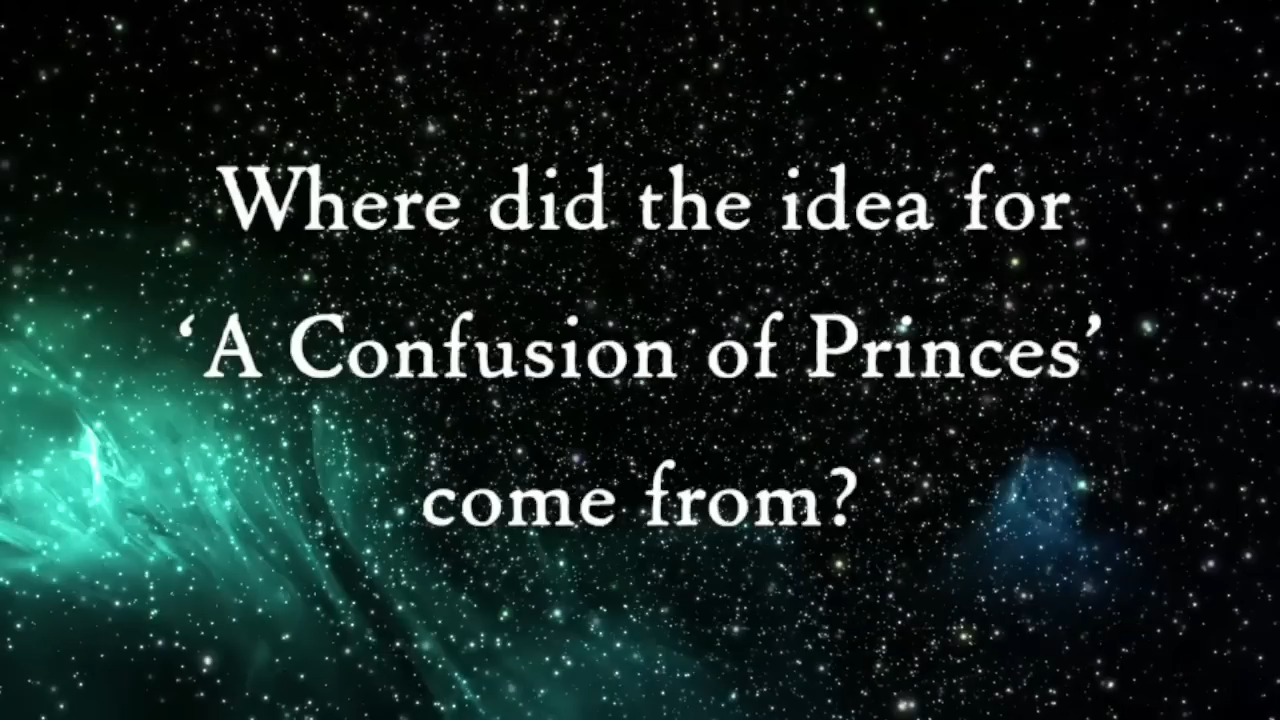 Where did the idea for
‘A Confusion of Princes’
come from?